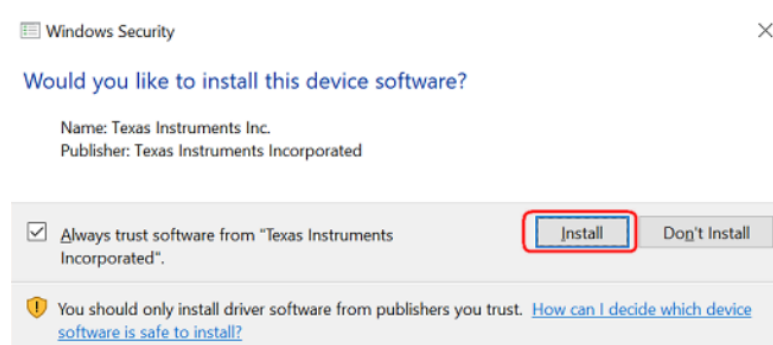 Windows Security
Would you like to install this device software?
Name: Texas Instruments Inc.
Publisher: Texas Instruments Incorporated
Always trust software from "Texas Instruments
Incorporated".
Install
Don't Install
You should only install driver software from publishers you trust. How can I decide which device
software is safe to install?